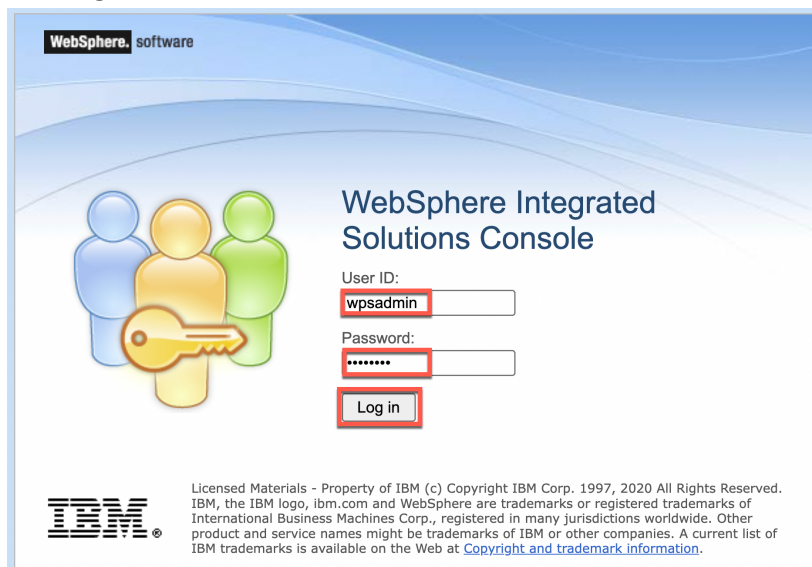 WebSphere. software
WebSphere Integrated
Solutions Console
User ID:
wpsadmin
Password:
••••••••
Log in
Licensed Materials - Property of IBM (c) Copyright IBM Corp. 1997, 2020 All Rights Reserved.
IBM, the IBM logo, ibm.com and WebSphere are trademarks or registered trademarks of
International Business Machines Corp., registered in many jurisdictions worldwide. Other
product and service names might be trademarks of IBM or other companies. A current list of
IBM trademarks is available on the Web at Copyright and trademark information.
IBM®